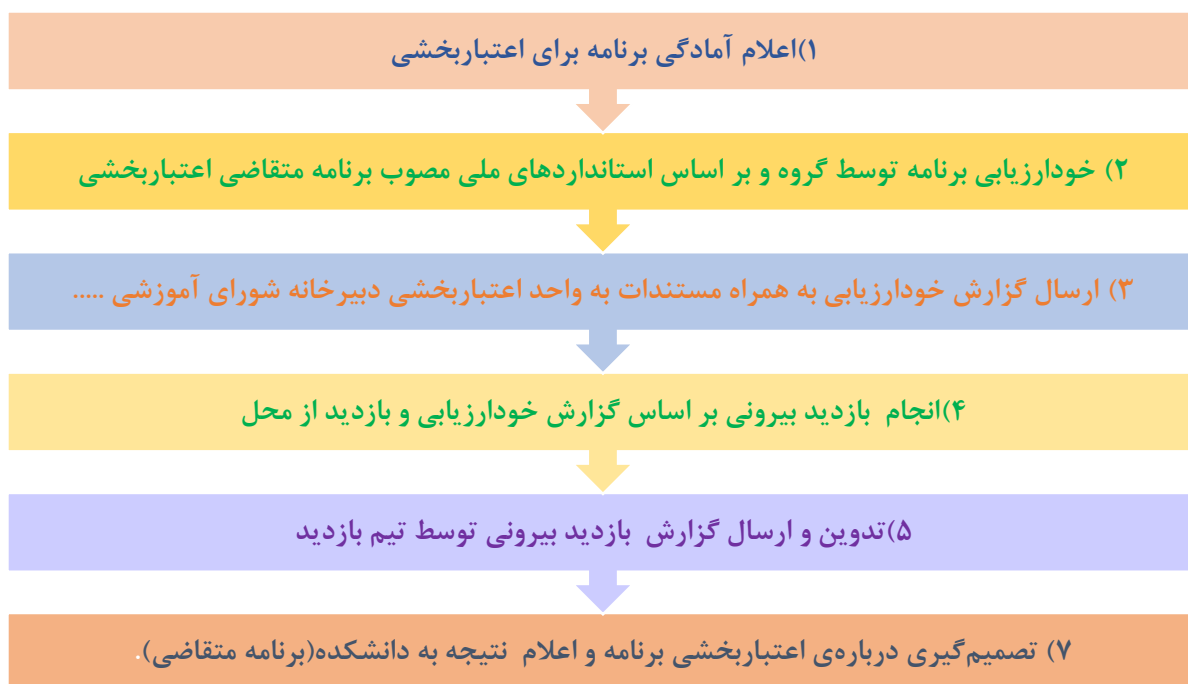 ۱)اعلام آمادگی برنامه برای اعتباربخشی
۲) خودارزیابی برنامه توسط گروه و بر اساس استانداردهای ملی مصوب برنامه متقاضی اعتباربخشی
۳) ارسال گزارش خودارزیابی به همراه مستندات به واحد اعتباربخشی دبیرخانه شورای آموزشی .....
۴)انجام بازدید بیرونی بر اساس گزارش خودارزیابی و بازدید از محل
۵)تدوین و ارسال گزارش بازدید بیرونی توسط تیم بازدید
۷) تصمیم‌گیری درباره‌ی اعتباربخشی برنامه و اعلام نتیجه به دانشکده(برنامه متقاضی).